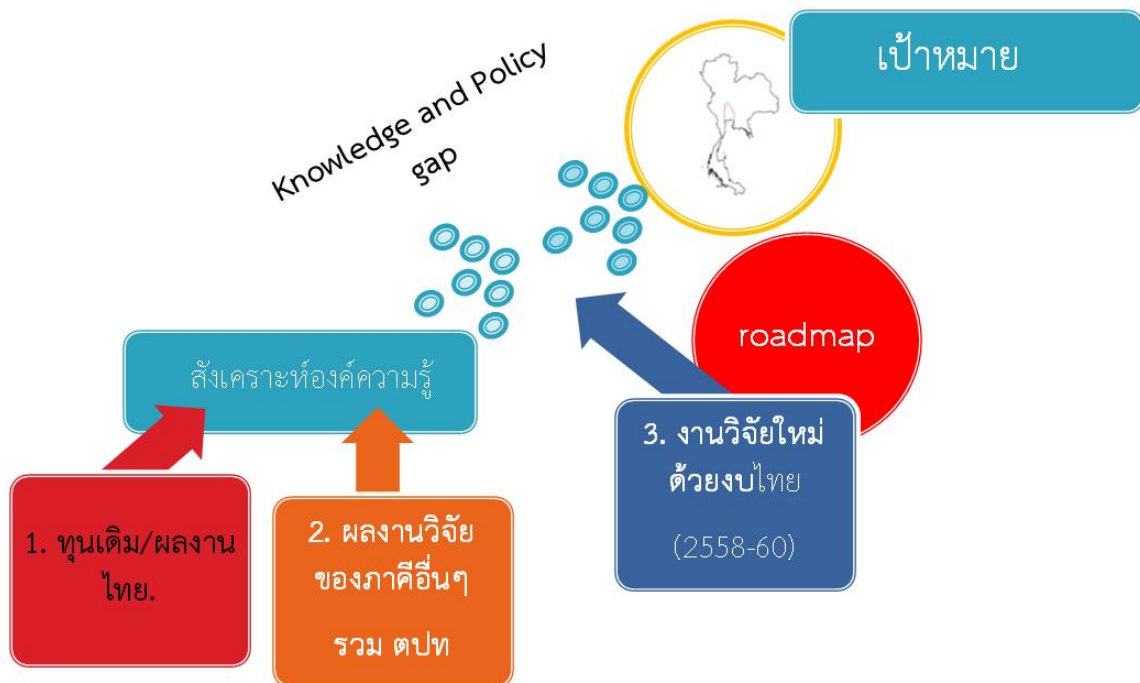 เป้าหมาย
Knowledge and Policy
gap
roadmap
สังเคราะห์องค์ความรู้
1. ทุนเดิม/ผลงาน
ไทย.
2. ผลงานวิจัย
ของภาคีอื่นๆ
รวม ตปท
3. งานวิจัยใหม่
ด้วยงบไทย
(2558-60)